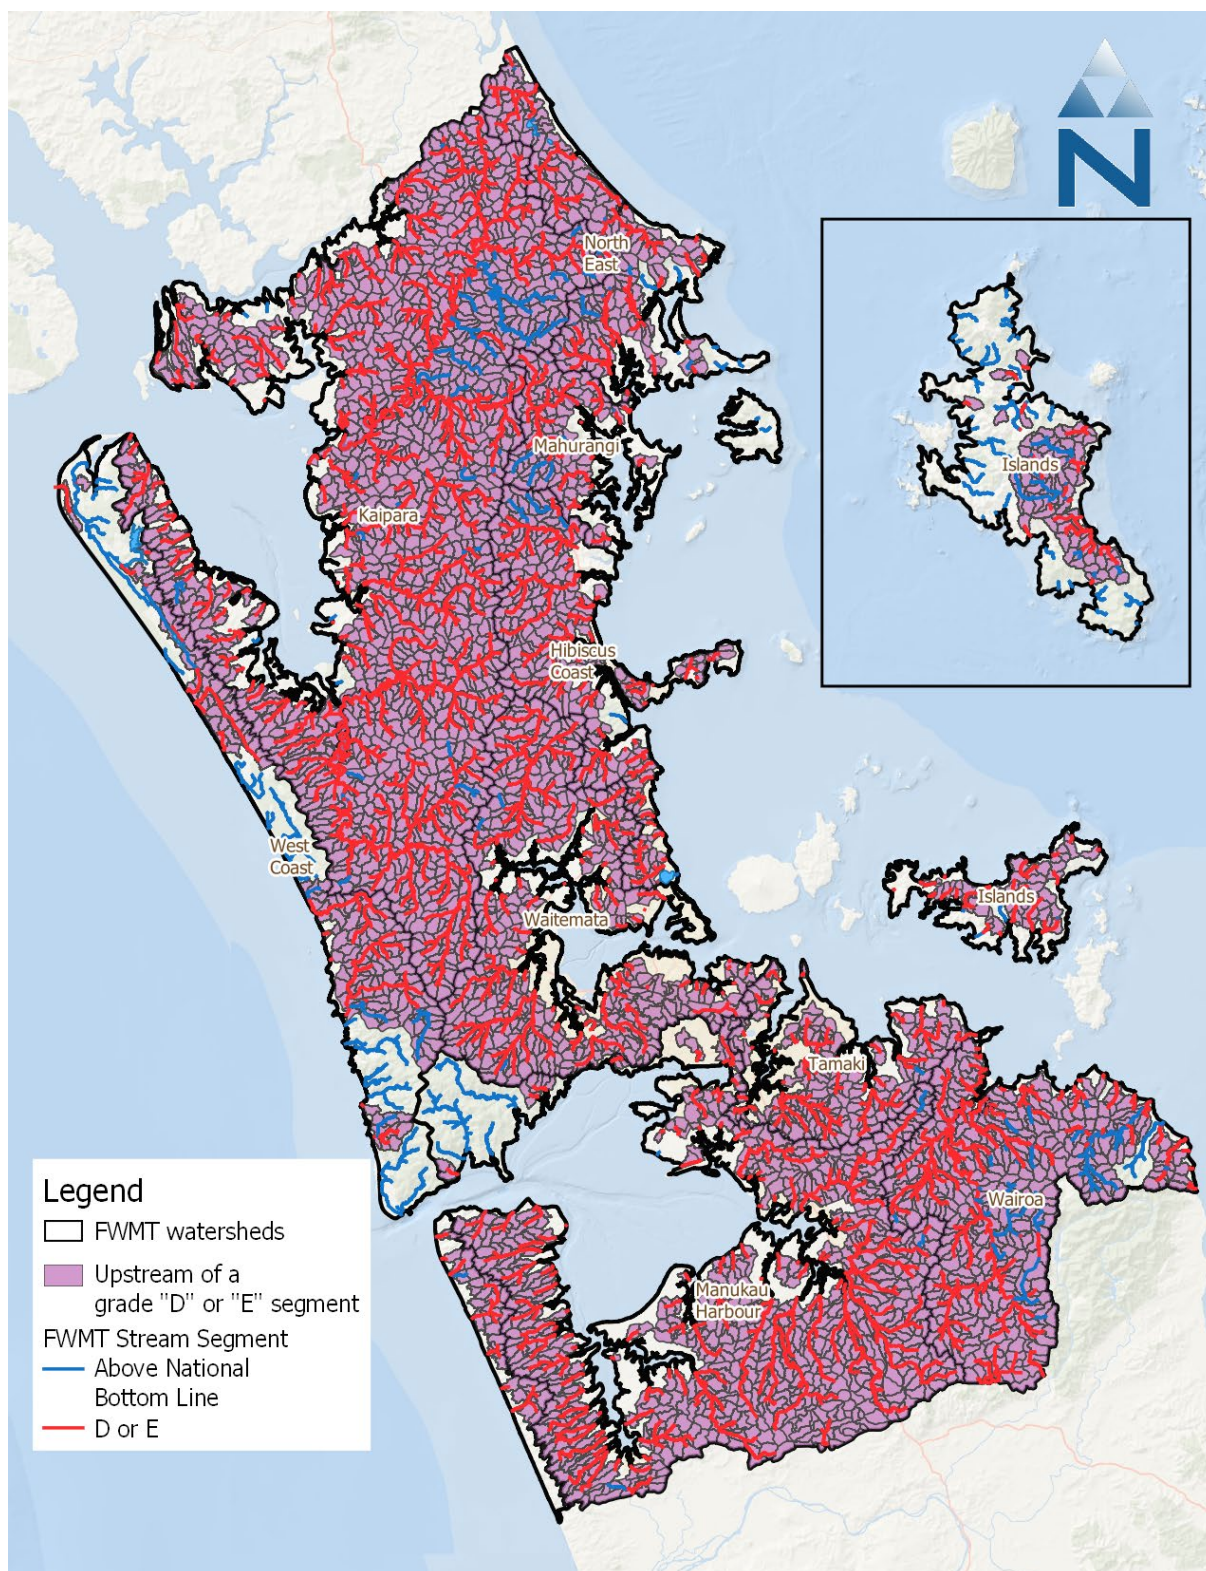 N
North
East
Islands
Mahurangi
Kaipara
Hibiscus
Coast
West
Coast
Islands
Waitemata
Tamaki
Wairoa
Manukau
Harbour
Legend
FWMT watersheds
Upstream of a
grade "D" or "E" segment
FWMT Stream Segment
Above National
Bottom Line
D or E